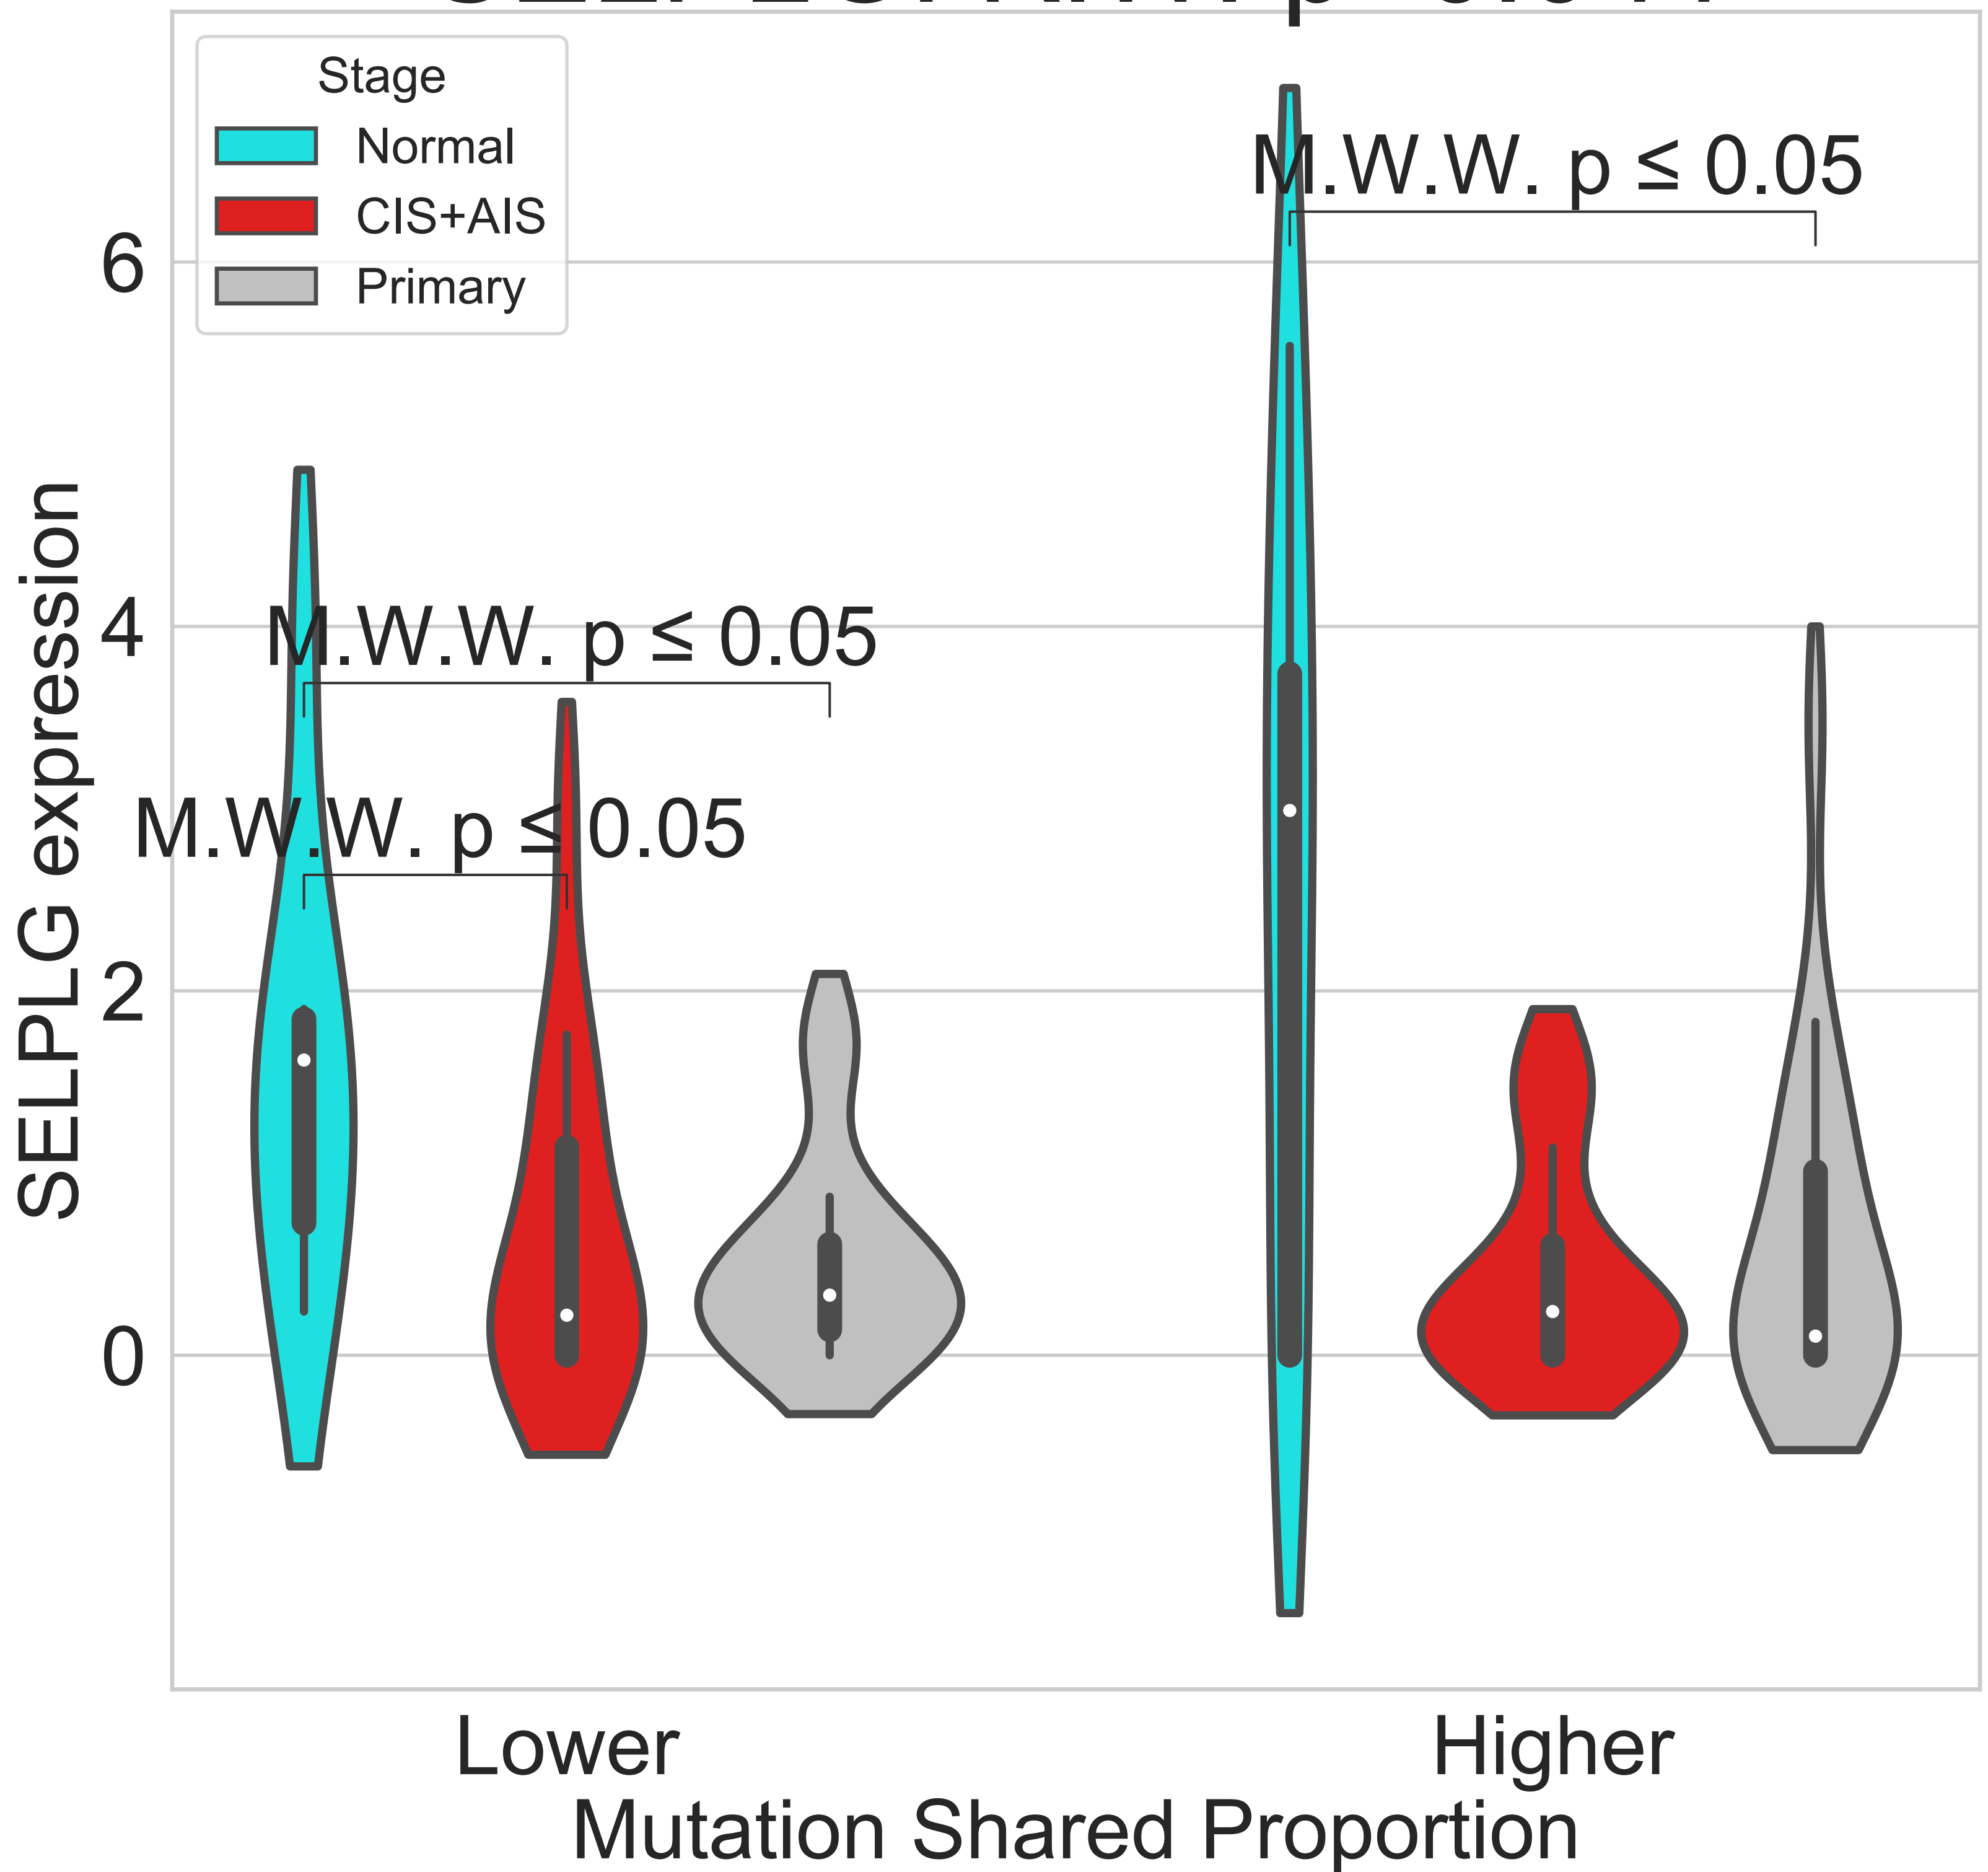 Stage
Normal
CIS+AIS
Primary
M.W.W. p ≤ 0.05
6
M.W.W. p ≤ 0.05
4
M.W.W. p ≤ 0.05
2
0
SELPLG expression
Lower
Higher
Mutation Shared Proportion